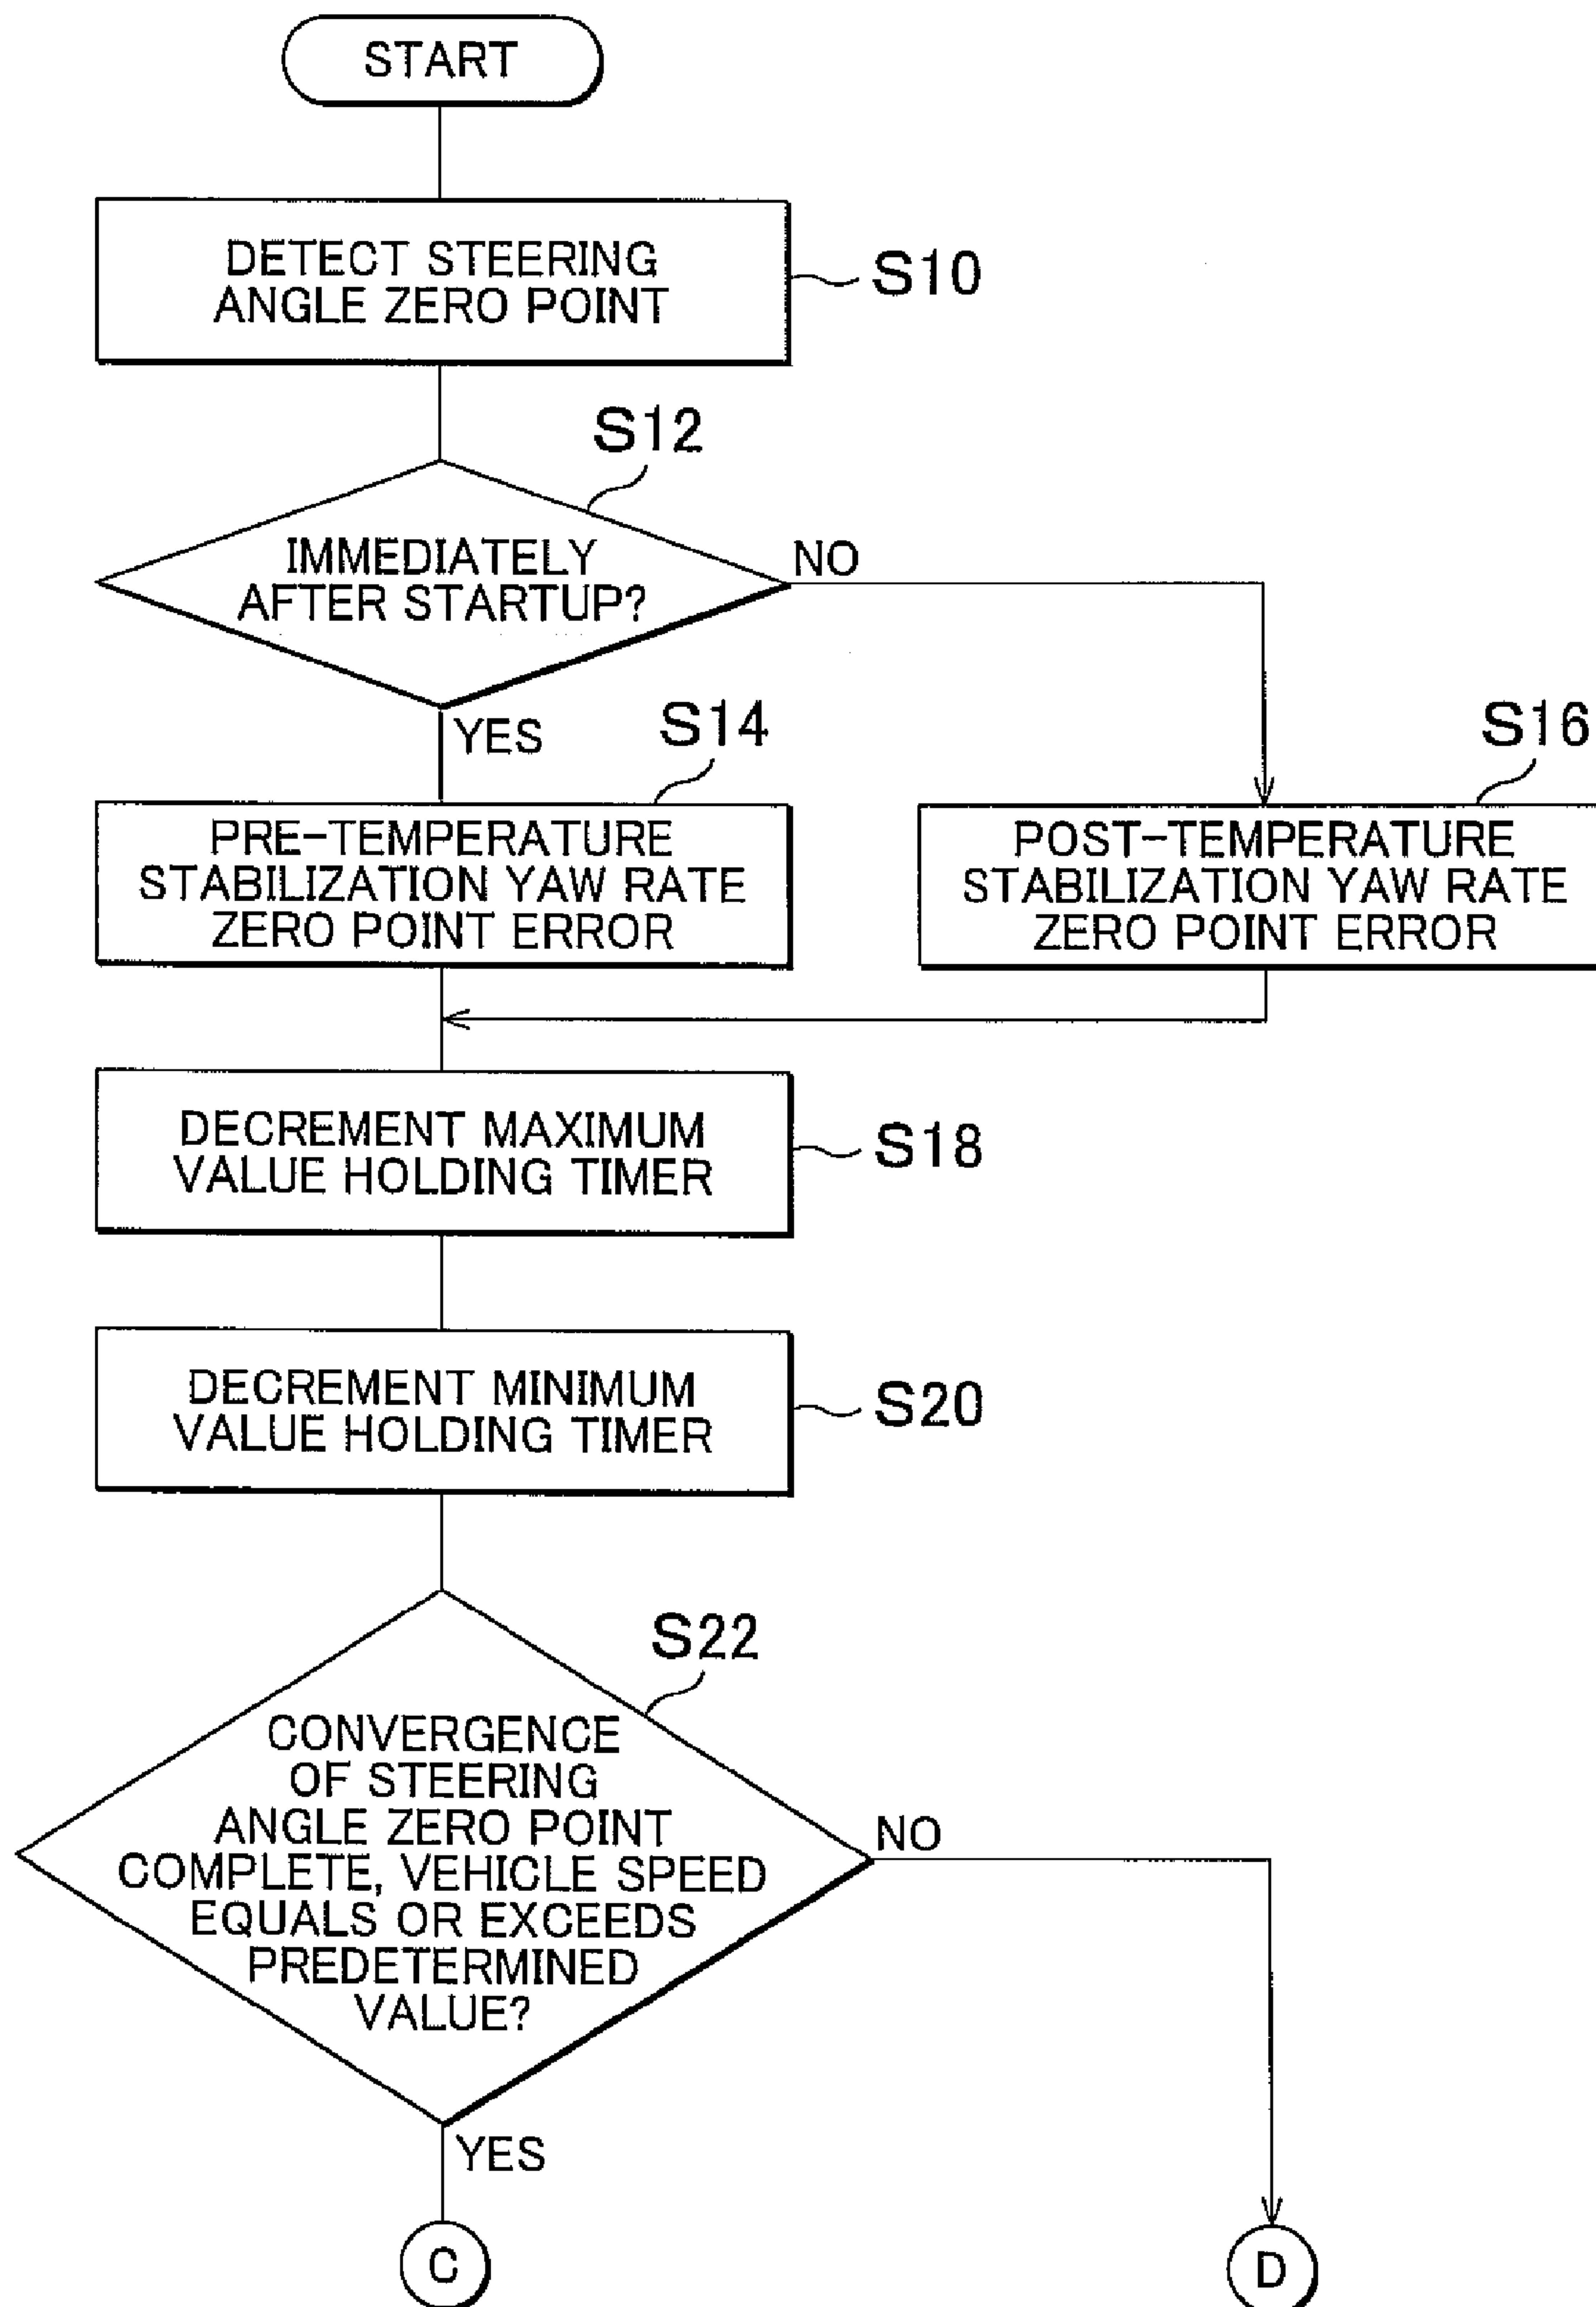 START
DETECT STEERING
ANGLE ZERO POINT
S10
S12
IMMEDIATELY
AFTER STARTUP?
NO
YES
S14
S16
PRE-TEMPERATURE
STABILIZATION YAW RATE
ZERO POINT ERROR
POST-TEMPERATURE
STABILIZATION YAW RATE
ZERO POINT ERROR
DECREMENT MAXIMUM
VALUE HOLDING TIMER
S18
DECREMENT MINIMUM
VALUE HOLDING TIMER
S20
S22
CONVERGENCE
OF STEERING
ANGLE ZERO POINT
COMPLETE, VEHICLE SPEED
EQUALS OR EXCEEDS
PREDETERMINED
VALUE?
NO
YES
C
D